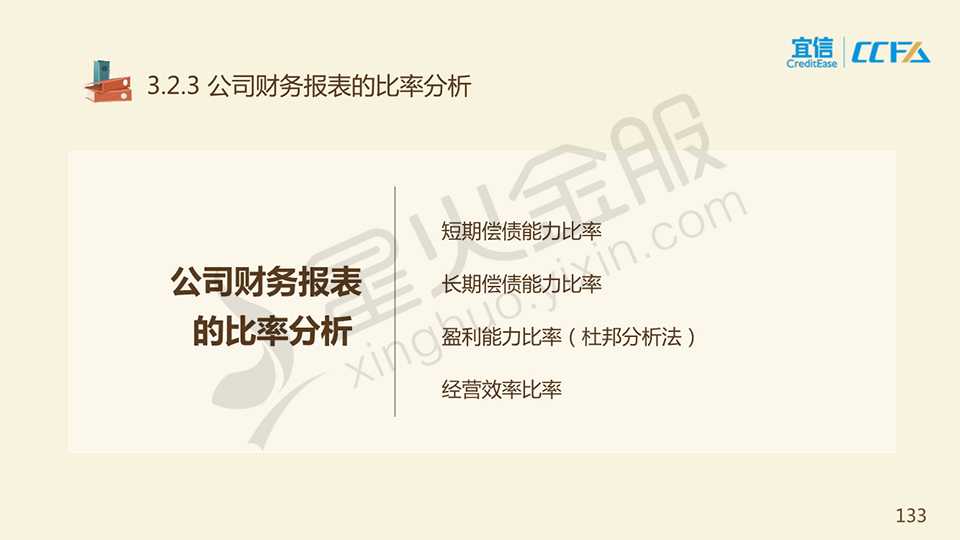 宜信
CreditEase
CCFA
3.2.3 公司财务报表的比率分析
星火金服
xinghuo.yixin.com
公司财务报表
的比率分析
短期偿债能力比率
长期偿债能力比率
盈利能力比率（杜邦分析法）
经营效率比率
133